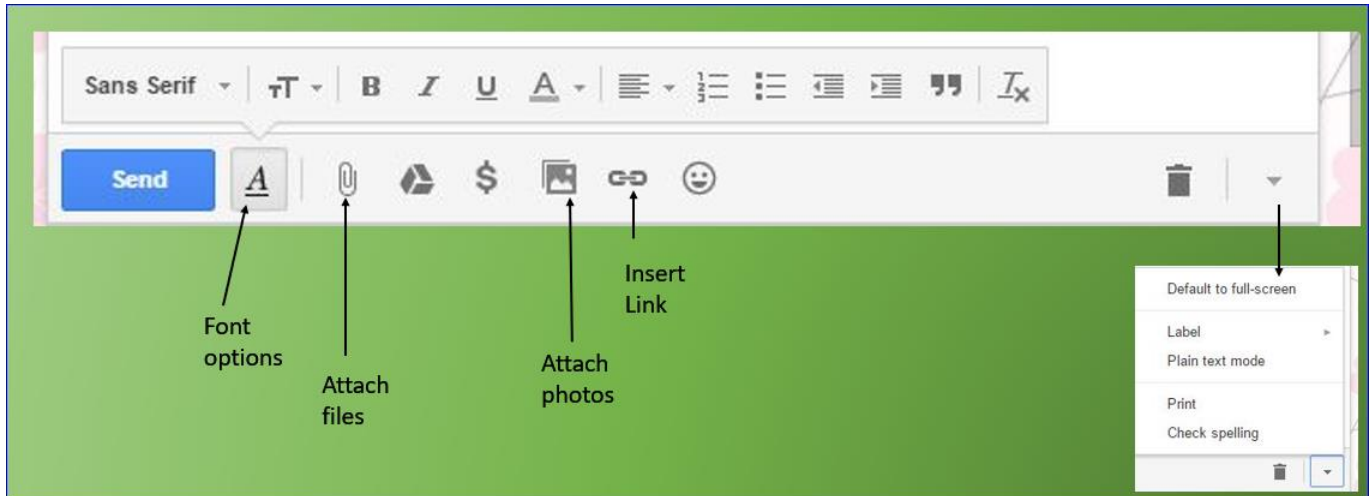 Sans Serif
Send
Insert
Link
Font
options
Attach
files
Attach
photos
Default to full-screen
Label
Plain text mode
Print
Check spelling